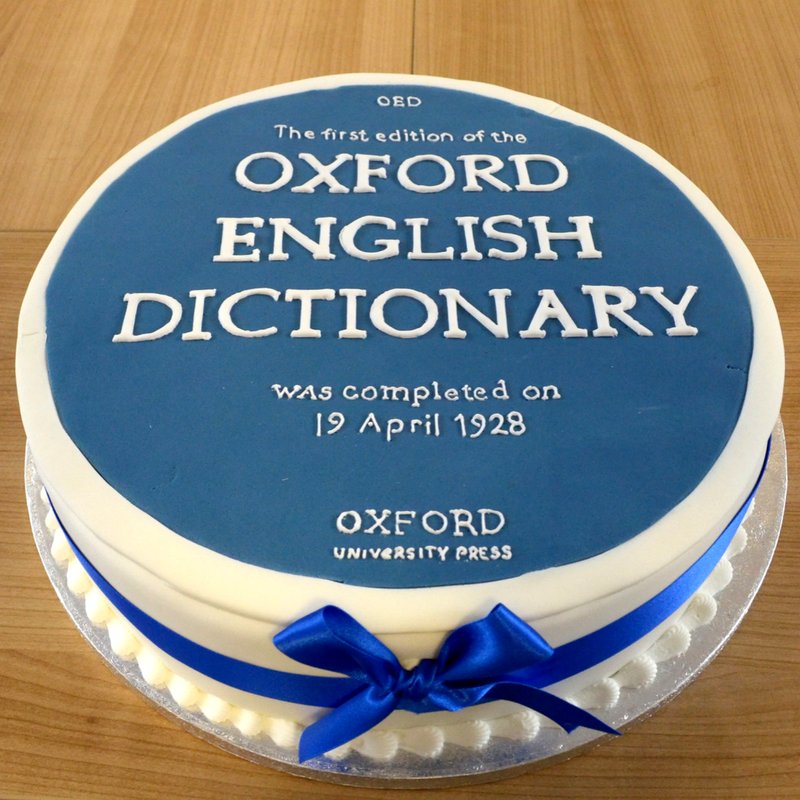 OED
The first edition of the
OXFORD
ENGLISH
DICTIONARY
was completed on
19 April 1928
OXFORD
UNIVERSITY PRESS